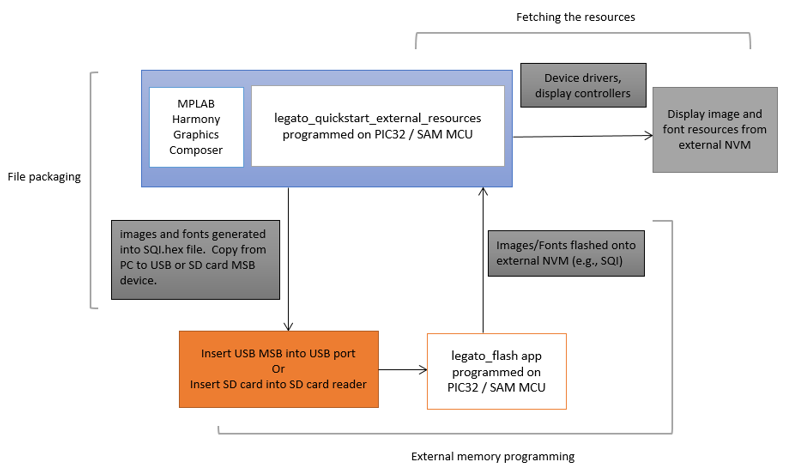 Fetching the resources
MPLAB
Harmony
Graphics
Composer
legato_quickstart_external_resources
programmed on PIC32 / SAM MCU
Device drivers,
display controllers
Display image and
font resources from
external NVM
File packaging
images and fonts generated
into SQI.hex file.  Copy from
PC to USB or SD card MSB
device.
Images/Fonts flashed onto
external NVM (e.g., SQI)
Insert USB MSB into USB port
Or
Insert SD card into SD card reader
legato_flash app
programmed on
PIC32 / SAM MCU
External memory programming